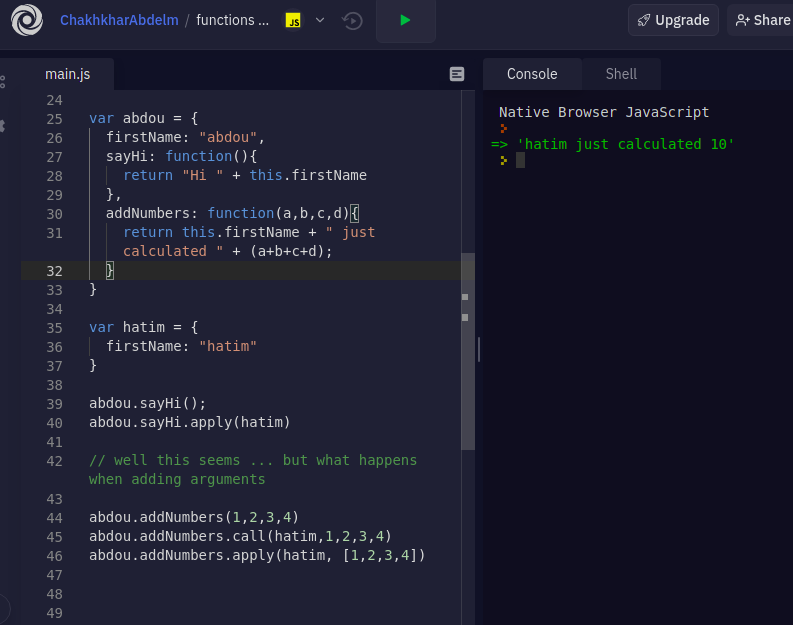 ChakhkharAbdelm / functions ... JS Upgrade Share
main.js
Console Shell
24
25 var abdou = {
26 firstName: "abdou",
27 sayHi: function(){
28 return "Hi " + this.firstName
29 },
30 addNumbers: function(a,b,c,d){
31 return this.firstName + " just
calculated " + (a+b+c+d);
32 }
33 }
34
35 var hatim = {
36 firstName: "hatim"
37 }
38
39 abdou.sayHi();
40 abdou.sayHi.apply(hatim)
41
42 // well this seems ... but what happens
when adding arguments
43
44 abdou.addNumbers(1,2,3,4)
45 abdou.addNumbers.call(hatim,1,2,3,4)
46 abdou.addNumbers.apply(hatim, [1,2,3,4])
47
48
49
Native Browser JavaScript
=> 'hatim just calculated 10'